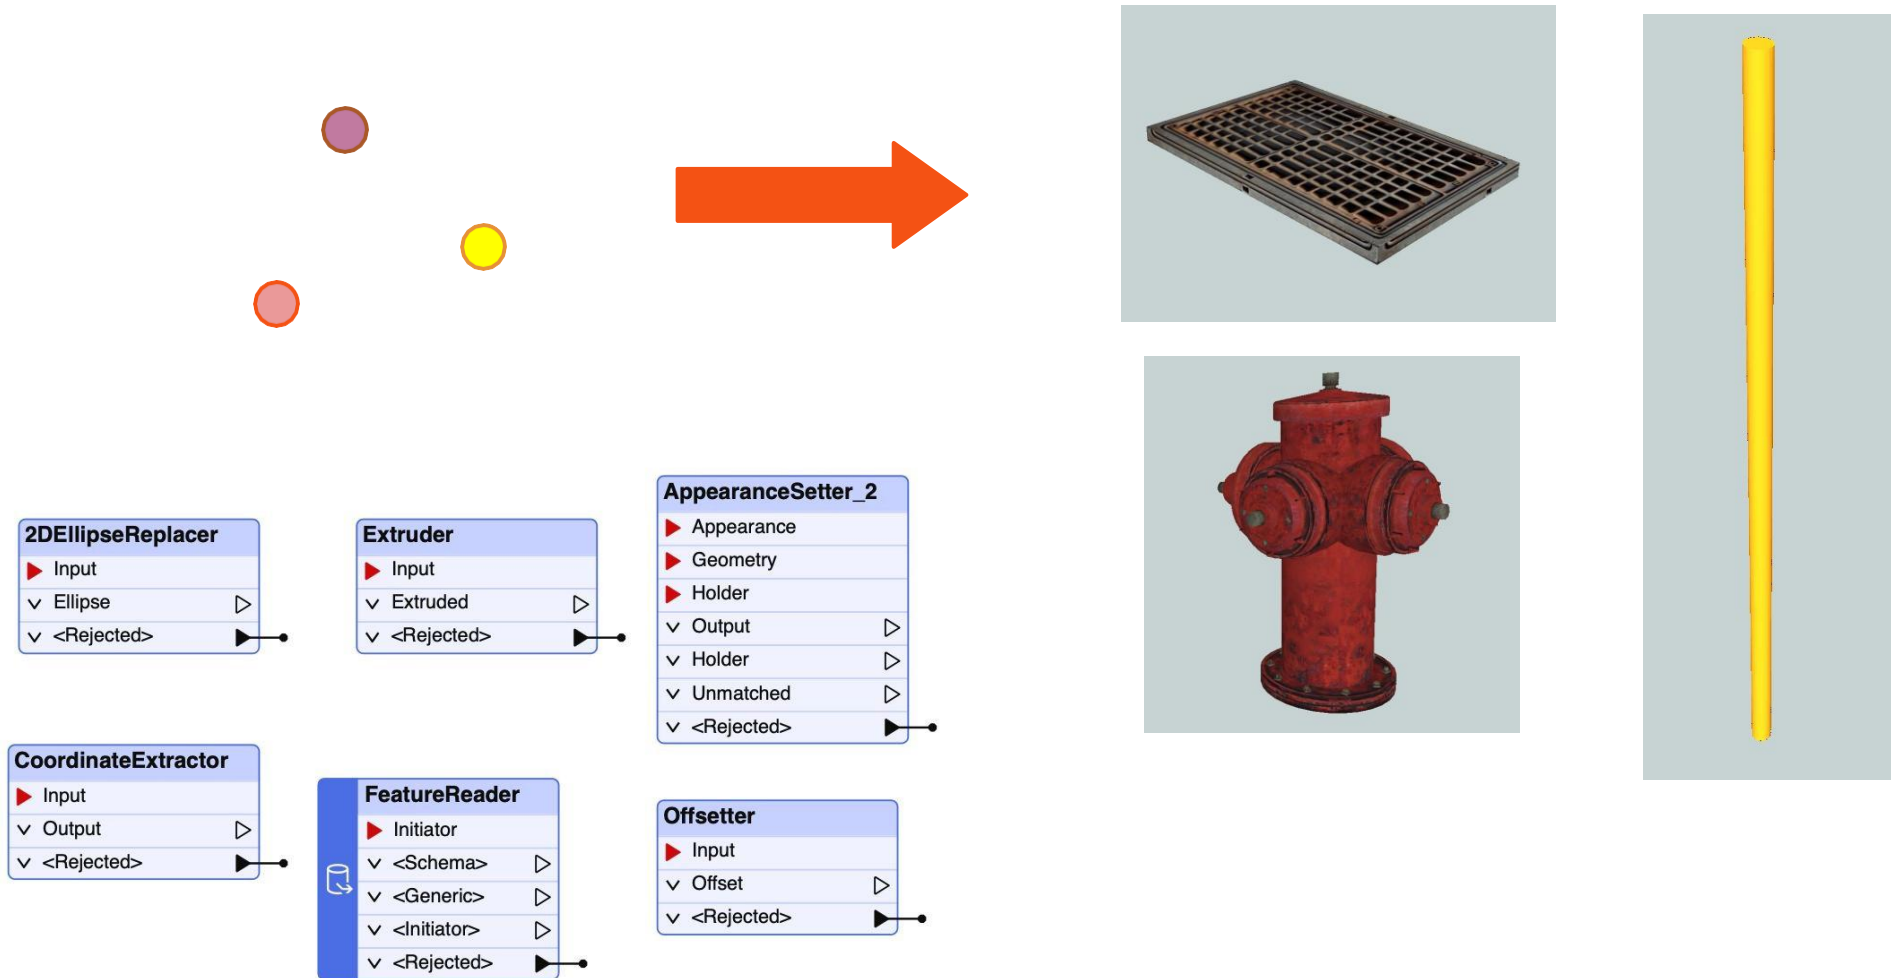 2DEllipseReplacer
Input
Ellipse
<Rejected>
Extruder
Input
Extruded
<Rejected>
AppearanceSetter_2
Appearance
Geometry
Holder
Output
Holder
Unmatched
<Rejected>
CoordinateExtractor
Input
Output
<Rejected>
FeatureReader
Initiator
<Schema>
<Generic>
<Initiator>
<Rejected>
Offsetter
Input
Offset
<Rejected>